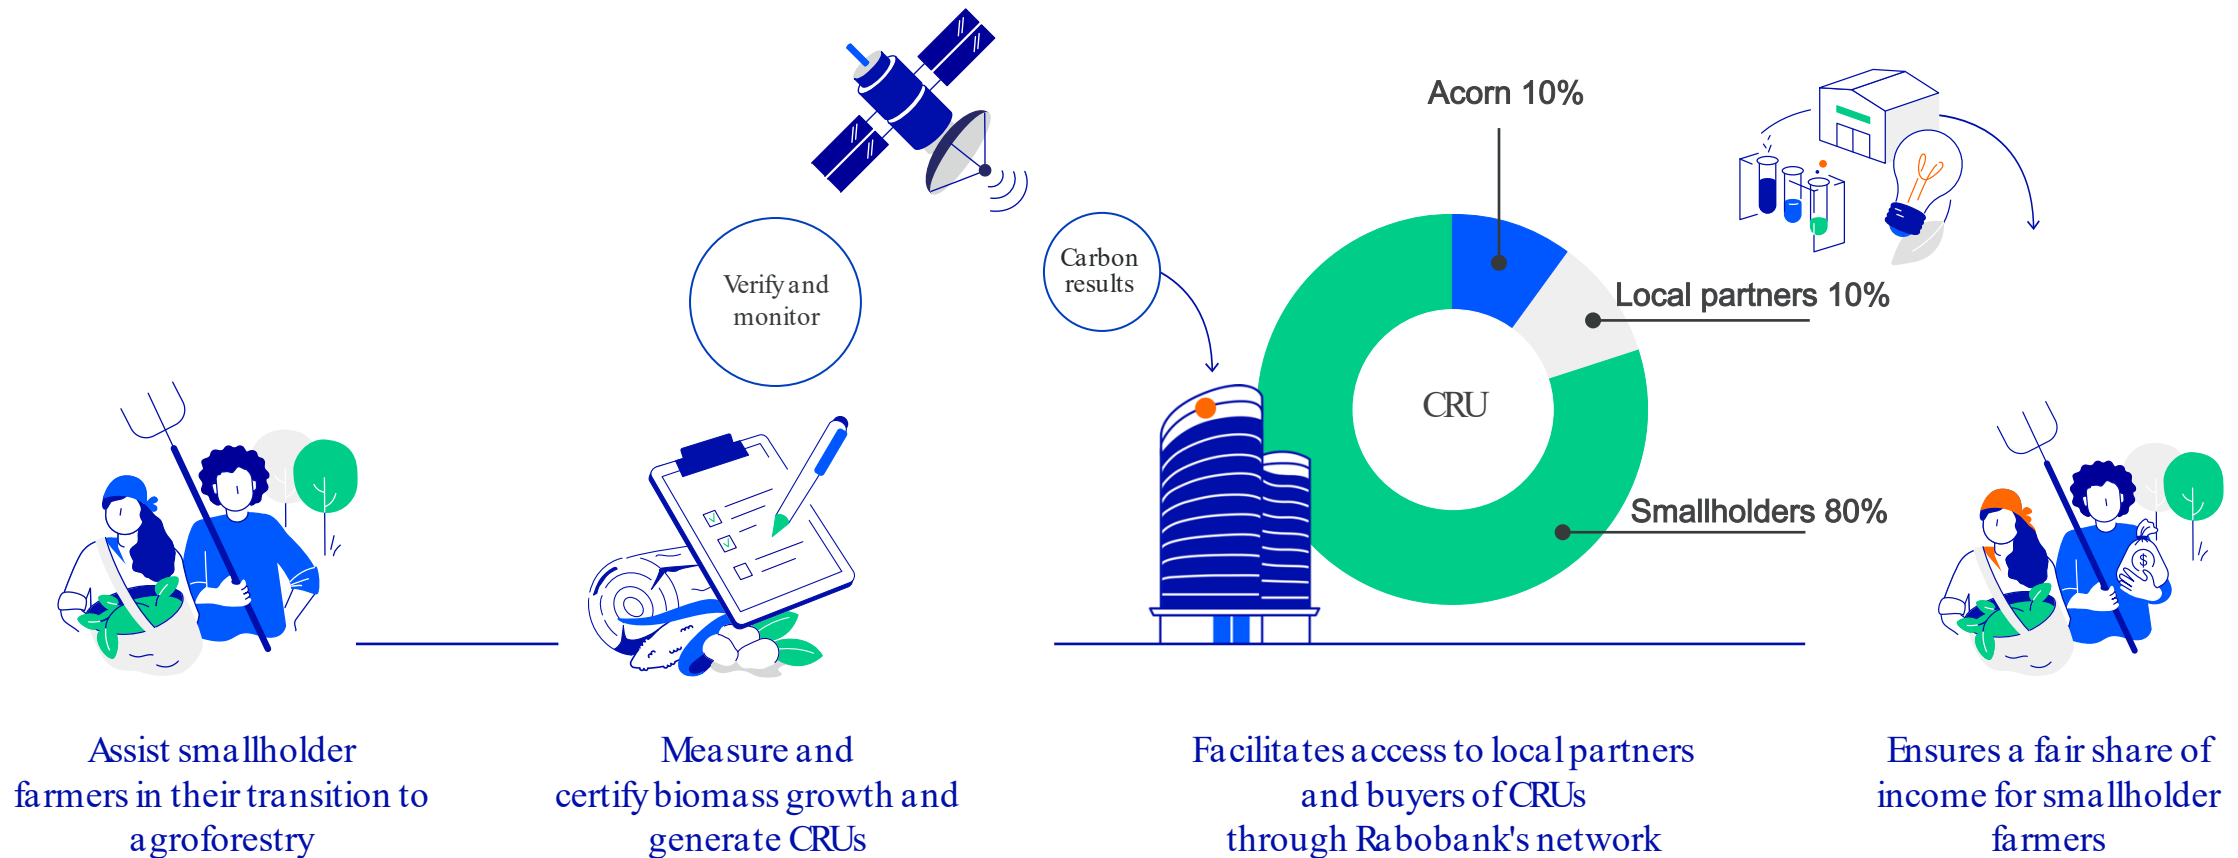 Acorn 10%
Verify and
monitor
Carbon
results
Local partners 10%
CRU
Smallholders 80%
$
Assist smallholder
farmers in their transition to
agroforestry
Measure and
certify biomass growth and
generate CRUs
Facilitates access to local partners
and buyers of CRUs
through Rabobank's network
Ensures a fair share of
income for smallholder
farmers